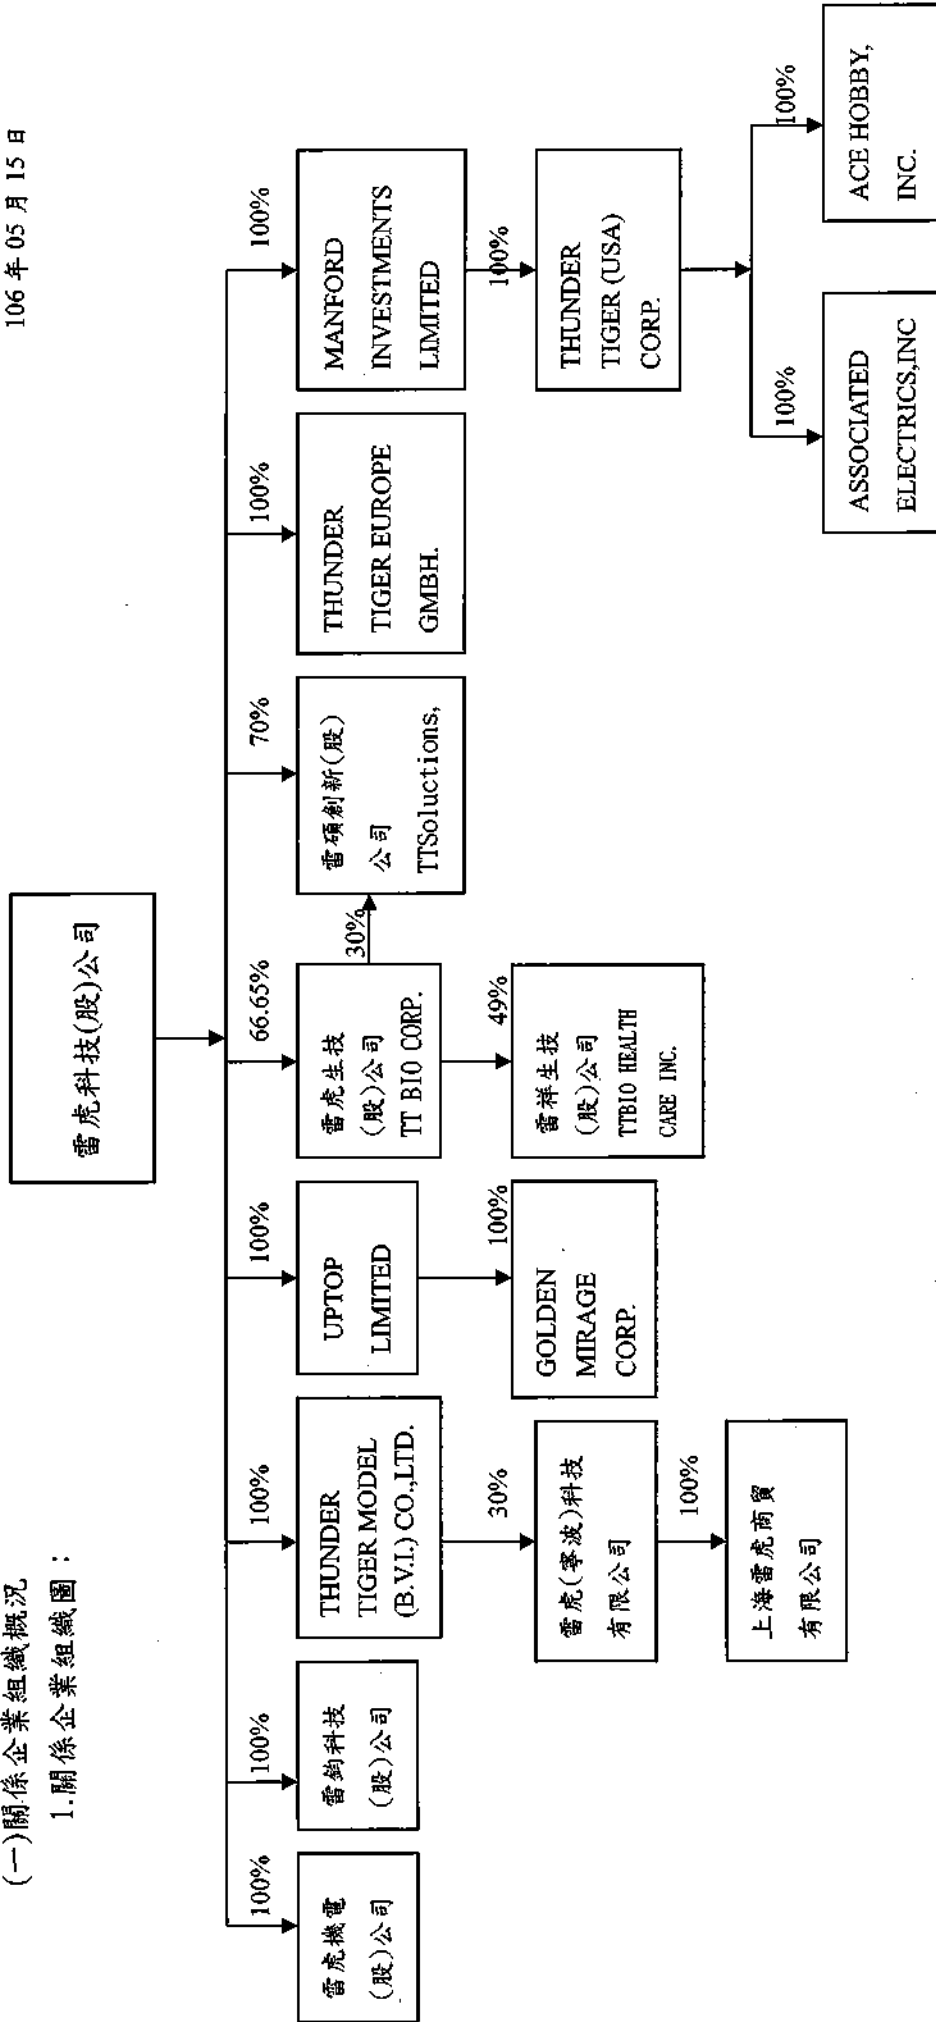 (一)關係企業組織概況
1.關係企業組織圖：
106 年 05 月 15 日
雷虎科技(股)公司
100%
100%
100%
100%
66.65%
70%
100%
100%
雷虎機電
(股)公司
雷鈞科技
(股)公司
THUNDER
TIGER MODEL
(B.V.I.) CO.,LTD.
UPTOP
LIMITED
雷虎生技
(股)公司
TT BIO CORP.
30%
雷碩創新(股)
公司
TTSoluctions,
THUNDER
TIGER EUROPE
GMBH.
MANFORD
INVESTMENTS
LIMITED
30%
100%
49%
100%
雷虎(寧波)科技
有限公司
GOLDEN
MIRAGE
CORP.
雷祥生技
(股)公司
TTBIO HEALTH
CARE INC.
THUNDER
TIGER (USA)
CORP.
100%
100%
100%
上海雷虎商貿
有限公司
ASSOCIATED
ELECTRICS,INC
ACE HOBBY,
INC.